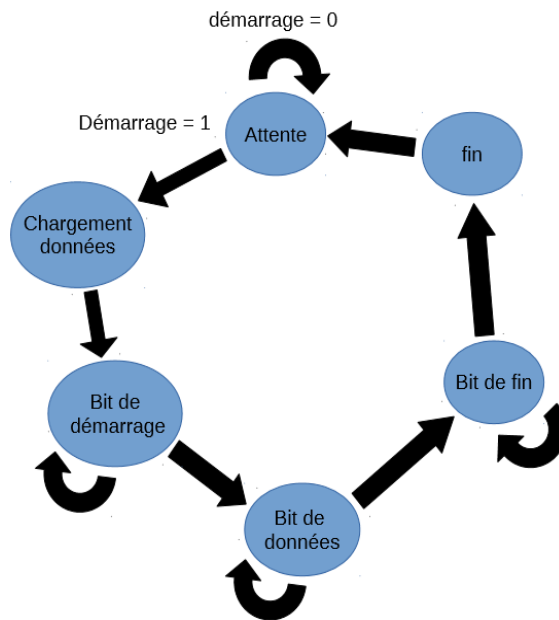 démarrage = 0
Démarrage = 1
Attente
fin
Chargement
données
Bit de
démarrage
Bit de fin
Bit de
données